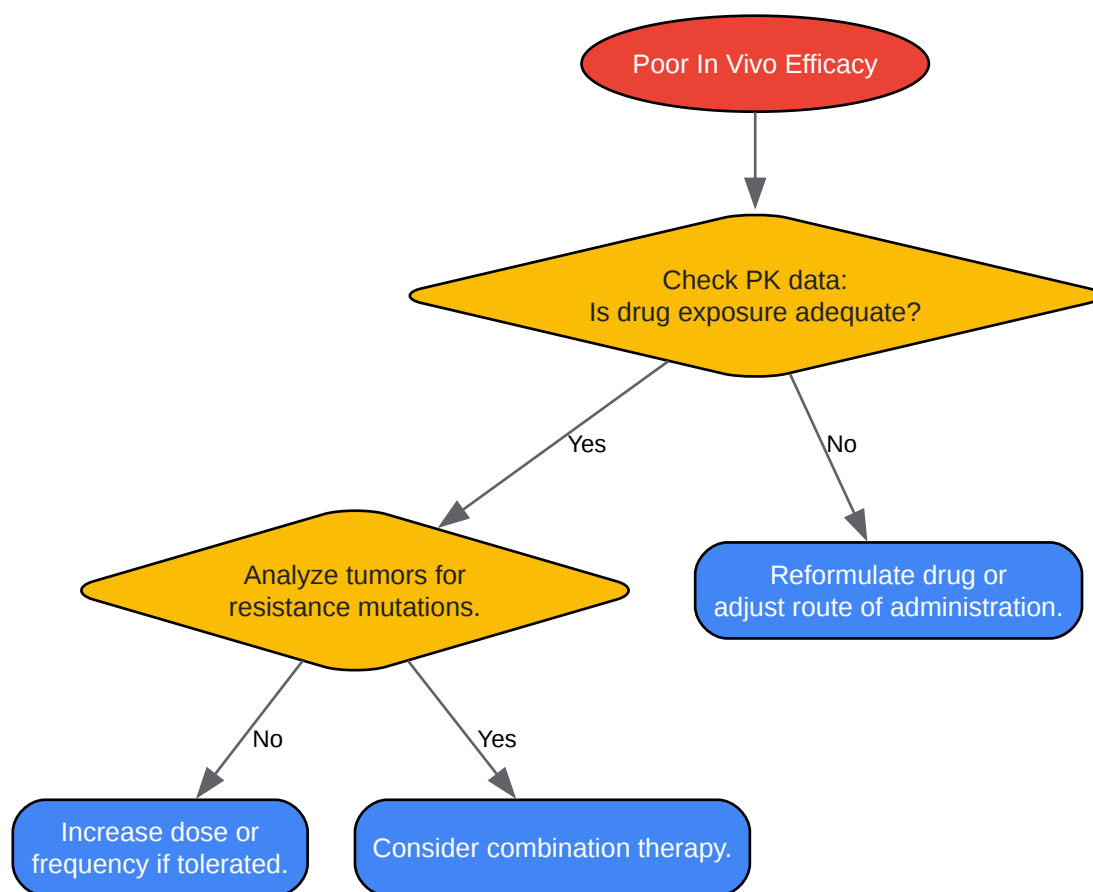 Poor In Vivo Efficacy
Check PK data:
Is drug exposure adequate?
Yes
No
Analyze tumors for
resistance mutations.
Reformulate drug or
adjust route of administration.
No
Yes
Increase dose or
frequency if tolerated.
Consider combination therapy.